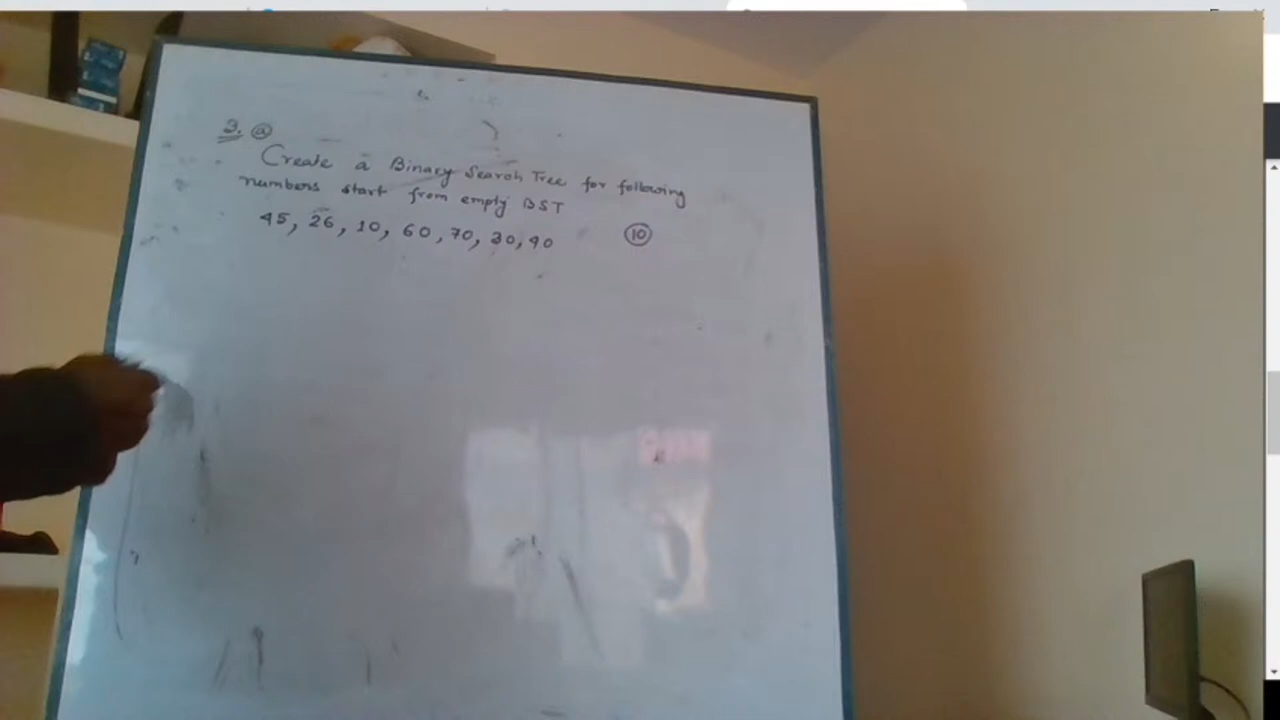 3. ⓐ
Create a Binary Search Tree for following
numbers start from empty BST
45, 26, 10, 60, 70, 30, 90 ⑩